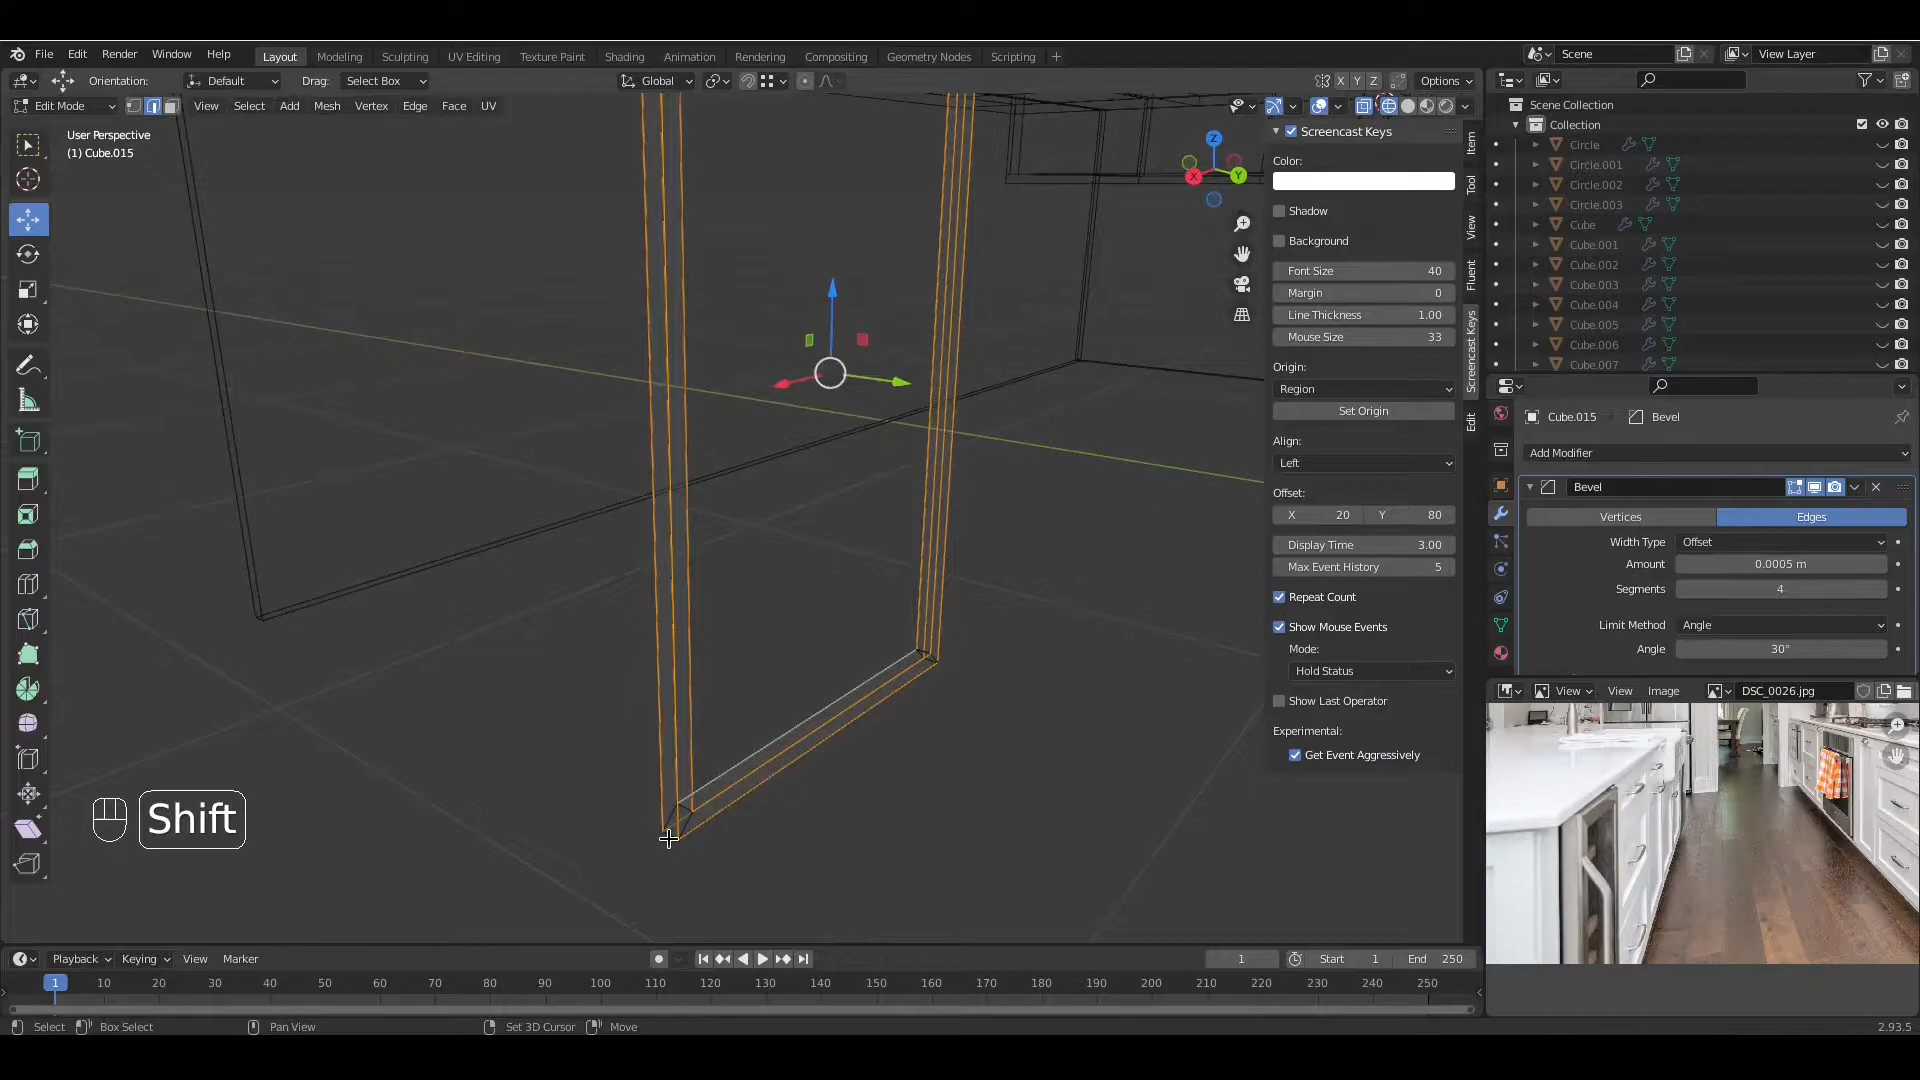 File Edit Render Window Help Layout Modeling Sculpting UV Editing Texture Paint Shading Animation Rendering Compositing Geometry Nodes Scripting + Scene View Layer
Orientation: Default Drag: Select Box Global X Y Z Options
Edit Mode View Select Add Mesh Vertex Edge Face UV
User Perspective
(1) Cube.015
Z
X
Y
Screencast Keys
Color:
Shadow
Background
Font Size 40
Margin 0
Line Thickness 1.00
Mouse Size 33
Origin:
Region
Set Origin
Align:
Left
Offset:
X 20 Y 80
Display Time 3.00
Max Event History 5
Repeat Count
Show Mouse Events
Mode:
Hold Status
Show Last Operator
Experimental:
Get Event Aggressively
Item
Tool
View
Fluent
Screencast Keys
Edit
Scene Collection
Collection
Circle
Circle.001
Circle.002
Circle.003
Cube
Cube.001
Cube.002
Cube.003
Cube.004
Cube.005
Cube.006
Cube.007
Cube.015 Bevel
Add Modifier
Bevel
Vertices Edges
Width Type Offset
Amount 0.0005 m
Segments 4
Limit Method Angle
Angle 30°
View View Image DSC_0026.jpg
Shift
Playback Keying View Marker 1 Start 1 End 250
1 10 20 30 40 50 60 70 80 90 100 110 120 130 140 150 160 170 180 190 200 210 220 230 240 250
Select Box Select Pan View Set 3D Cursor Move 2.93.5